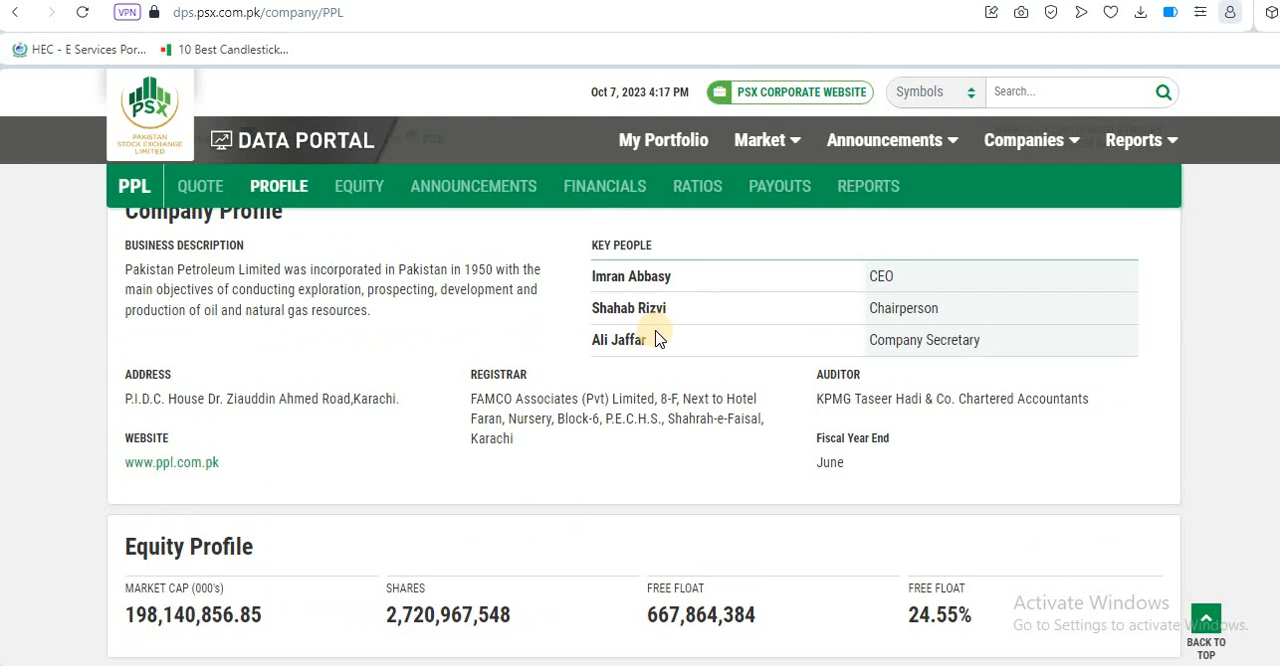 VPN dps.psx.com.pk/company/PPL
HEC - E Services Por... 10 Best Candlestick...
PSX
PAKISTAN
STOCK EXCHANGE
LIMITED
Oct 7, 2023 4:17 PM PSX CORPORATE WEBSITE Symbols Search...
DATA PORTAL My Portfolio Market Announcements Companies Reports
PPL QUOTE PROFILE EQUITY ANNOUNCEMENTS FINANCIALS RATIOS PAYOUTS REPORTS
Company Profile
BUSINESS DESCRIPTION
Pakistan Petroleum Limited was incorporated in Pakistan in 1950 with the
main objectives of conducting exploration, prospecting, development and
production of oil and natural gas resources.
KEY PEOPLE
Imran Abbasy CEO
Shahab Rizvi Chairperson
Ali Jaffar Company Secretary
ADDRESS
P.I.D.C. House Dr. Ziauddin Ahmed Road,Karachi.
WEBSITE
www.ppl.com.pk
REGISTRAR
FAMCO Associates (Pvt) Limited, 8-F, Next to Hotel
Faran, Nursery, Block-6, P.E.C.H.S., Shahrah-e-Faisal,
Karachi
AUDITOR
KPMG Taseer Hadi & Co. Chartered Accountants
Fiscal Year End
June
Equity Profile
MARKET CAP (000's) SHARES FREE FLOAT FREE FLOAT
198,140,856.85 2,720,967,548 667,864,384 24.55%
Activate Windows
Go to Settings to activate Windows.
BACK TO
TOP